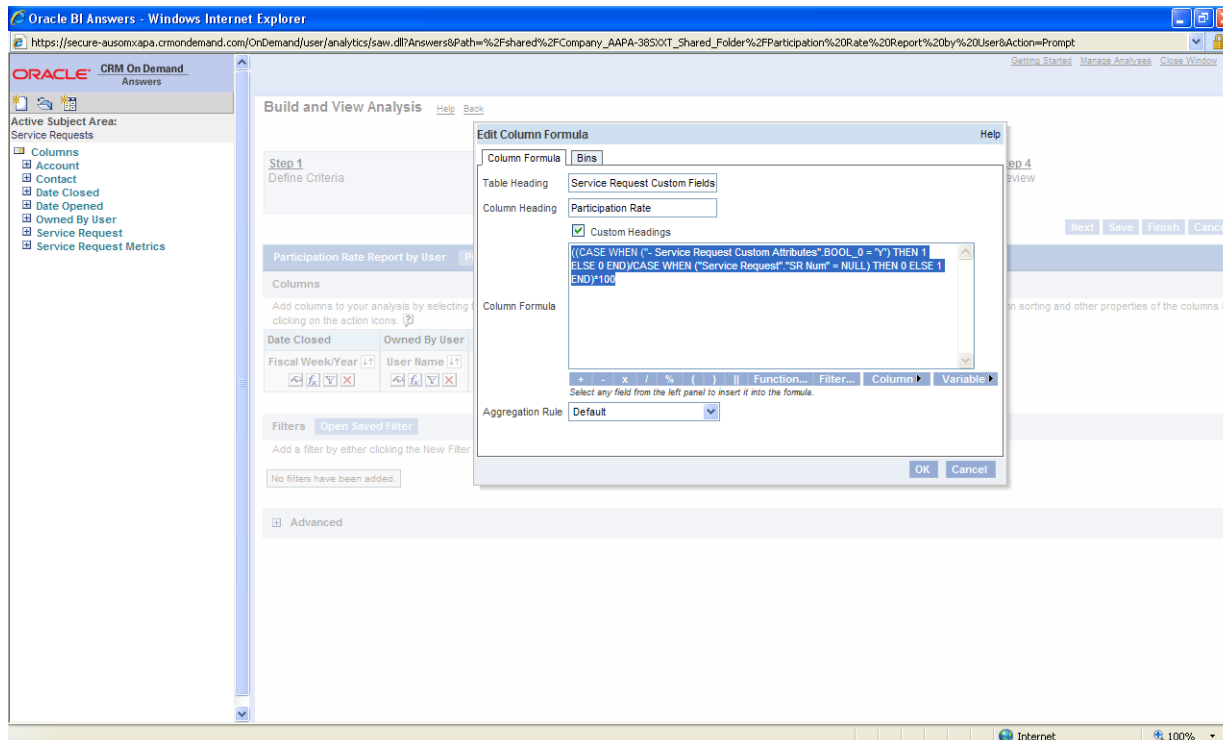 Oracle BI Answers - Windows Internet Explorer
https://secure-ausomxapa.crmondemand.com/OnDemand/user/analytics/saw.dll?Answers&Path=%2Fshared%2FCompany_AAPA-38SXXT_Shared_Folder%2FParticipation%20Rate%20Report%20by%20User&Action=Prompt
ORACLE CRM On Demand
Answers
Getting Started Manage Analyses Close Window
Active Subject Area:
Service Requests
Columns
Account
Contact
Date Closed
Date Opened
Owned By User
Service Request
Service Request Metrics
Build and View Analysis Help Back
Step 1
Define Criteria
ep 4
eview
Next Save Finish Cance
Participation Rate Report by User
Columns
Add columns to your analysis by selecting
clicking on the action icons. [?]
n sorting and other properties of the columns
Date Closed Owned By User
Fiscal Week/Year User Name
Filters Open Saved Filter
Add a filter by either clicking the New Filter
No filters have been added.
Advanced
Edit Column Formula Help
Column Formula Bins
Table Heading Service Request Custom Fields
Column Heading Participation Rate
Custom Headings
Column Formula
((CASE WHEN ("- Service Request Custom Attributes".BOOL_0 = "Y") THEN 1
ELSE 0 END)/CASE WHEN ("Service Request"."SR Num" = NULL) THEN 0 ELSE 1
END)*100
+ - x / % ( ) || Function... Filter... Column Variable
Select any field from the left panel to insert it into the formula.
Aggregation Rule Default
OK Cancel
Internet 100%